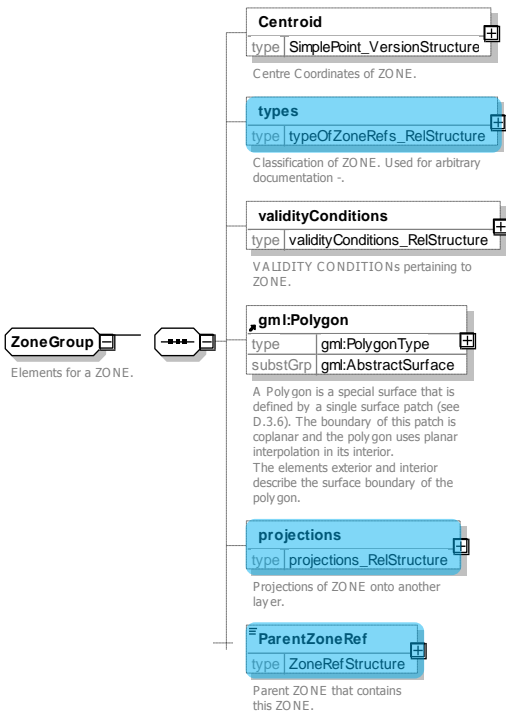 Centroid
type SimplePoint_VersionStructure
Centre Coordinates of ZONE.
types
type typeOfZoneRefs_RelStructure
Classification of ZONE. Used for arbitrary
documentation -.
validityConditions
type validityConditions_RelStructure
VALIDITY CONDITIONs pertaining to
ZONE.
gml:Polygon
type gml:PolygonType
substGrp gml:AbstractSurface
ZoneGroup
Elements for a ZONE.
A Polygon is a special surface that is
defined by a single surface patch (see
D.3.6). The boundary of this patch is
coplanar and the polygon uses planar
interpolation in its interior.
The elements exterior and interior
describe the surface boundary of the
polygon.
projections
type projections_RelStructure
Projections of ZONE onto another
layer.
ParentZoneRef
type ZoneRefStructure
Parent ZONE that contains
this ZONE.